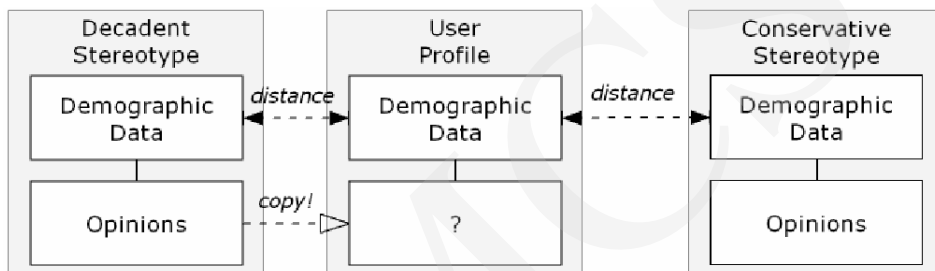 Decadent
Stereotype
User
Profile
Conservative
Stereotype
Demographic
Data
distance
Demographic
Data
distance
Demographic
Data
Opinions
copy!
?
Opinions